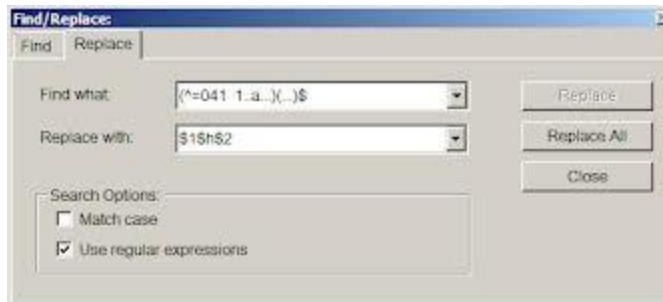 Find/Replace:
Find Replace
Find what: (^=041 1..a...)(...)$ Replace
Replace with: $1$h$2 Replace All
Close
Search Options:
Match case
Use regular expressions